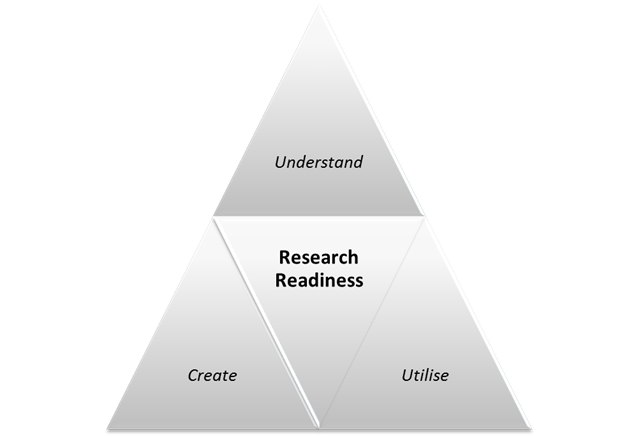 Understand
Research
Readiness
Create
Utilise